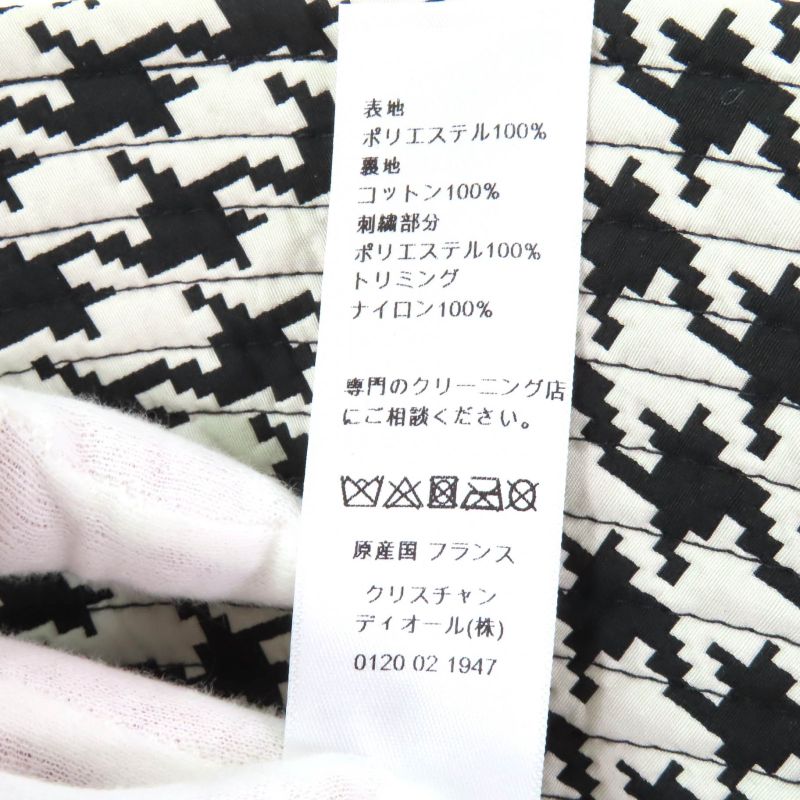 表地
ポリエステル100%
裏地
コットン100%
刺繍部分
ポリエステル100%
トリミング
ナイロン100%
専門のクリーニング店
にご相談ください。
原産国 フランス
クリスチャン
ディオール(株)
0120 02 1947